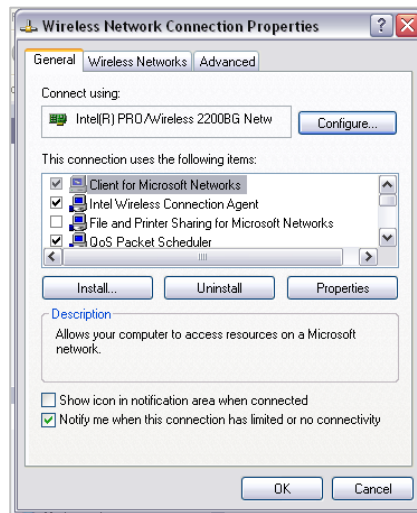 Wireless Network Connection Properties
General
Wireless Networks
Advanced
Connect using:
Intel(R) PRO/Wireless 2200BG Netw
Configure...
This connection uses the following items:
Client for Microsoft Networks
Intel Wireless Connection Agent
File and Printer Sharing for Microsoft Networks
QoS Packet Scheduler
Install...
Uninstall
Properties
Description
Allows your computer to access resources on a Microsoft
network.
Show icon in notification area when connected
Notify me when this connection has limited or no connectivity
OK
Cancel